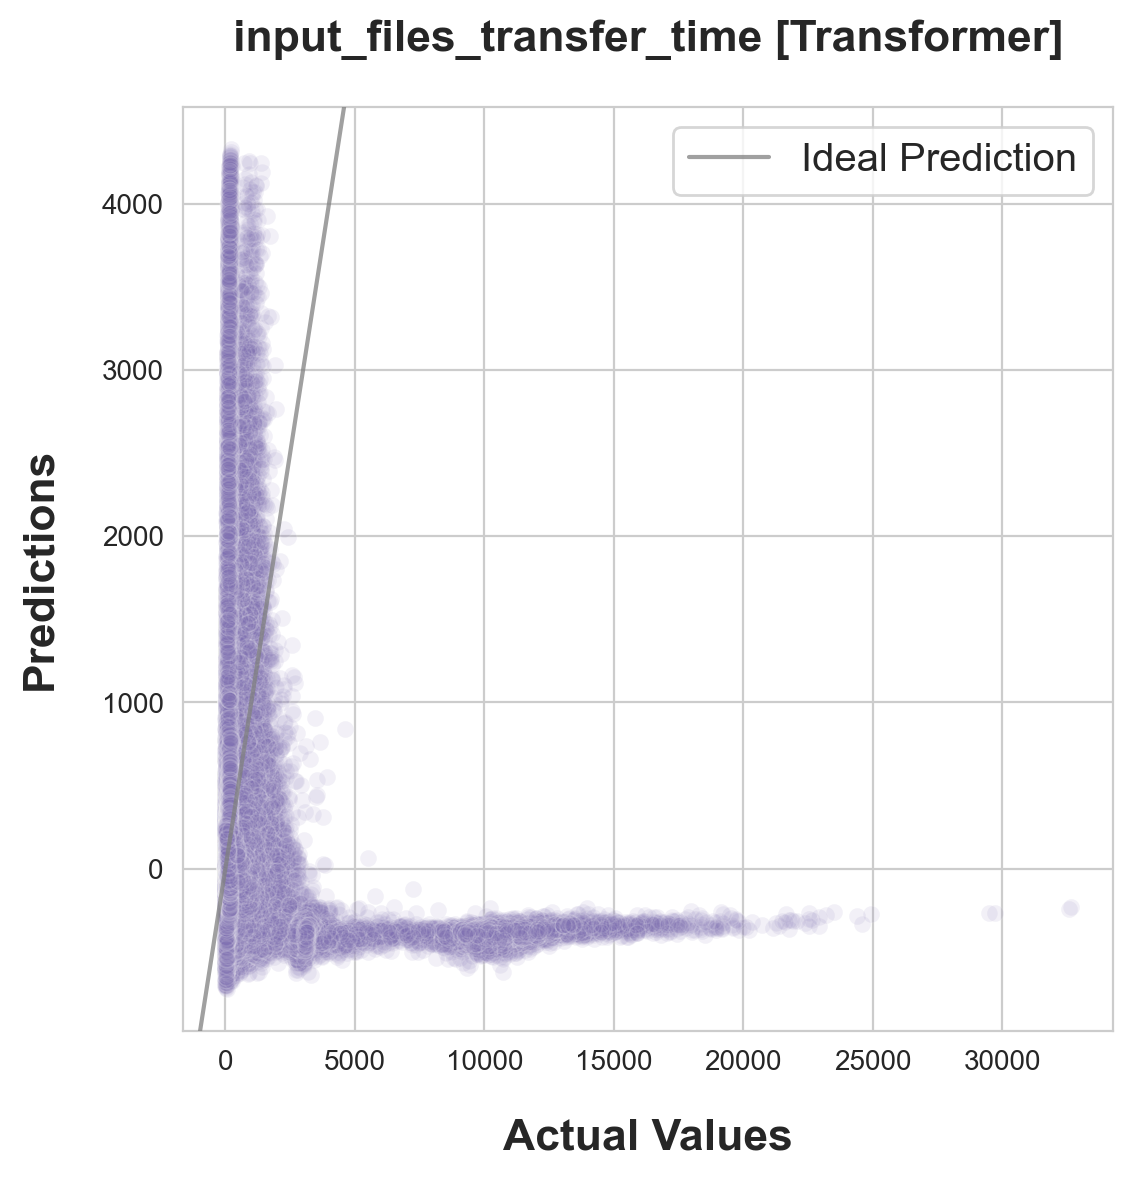 input_files_transfer_time [Transformer]
Ideal Prediction
4000
3000
2000
1000
0
Predictions
0 5000 10000 15000 20000 25000 30000
Actual Values